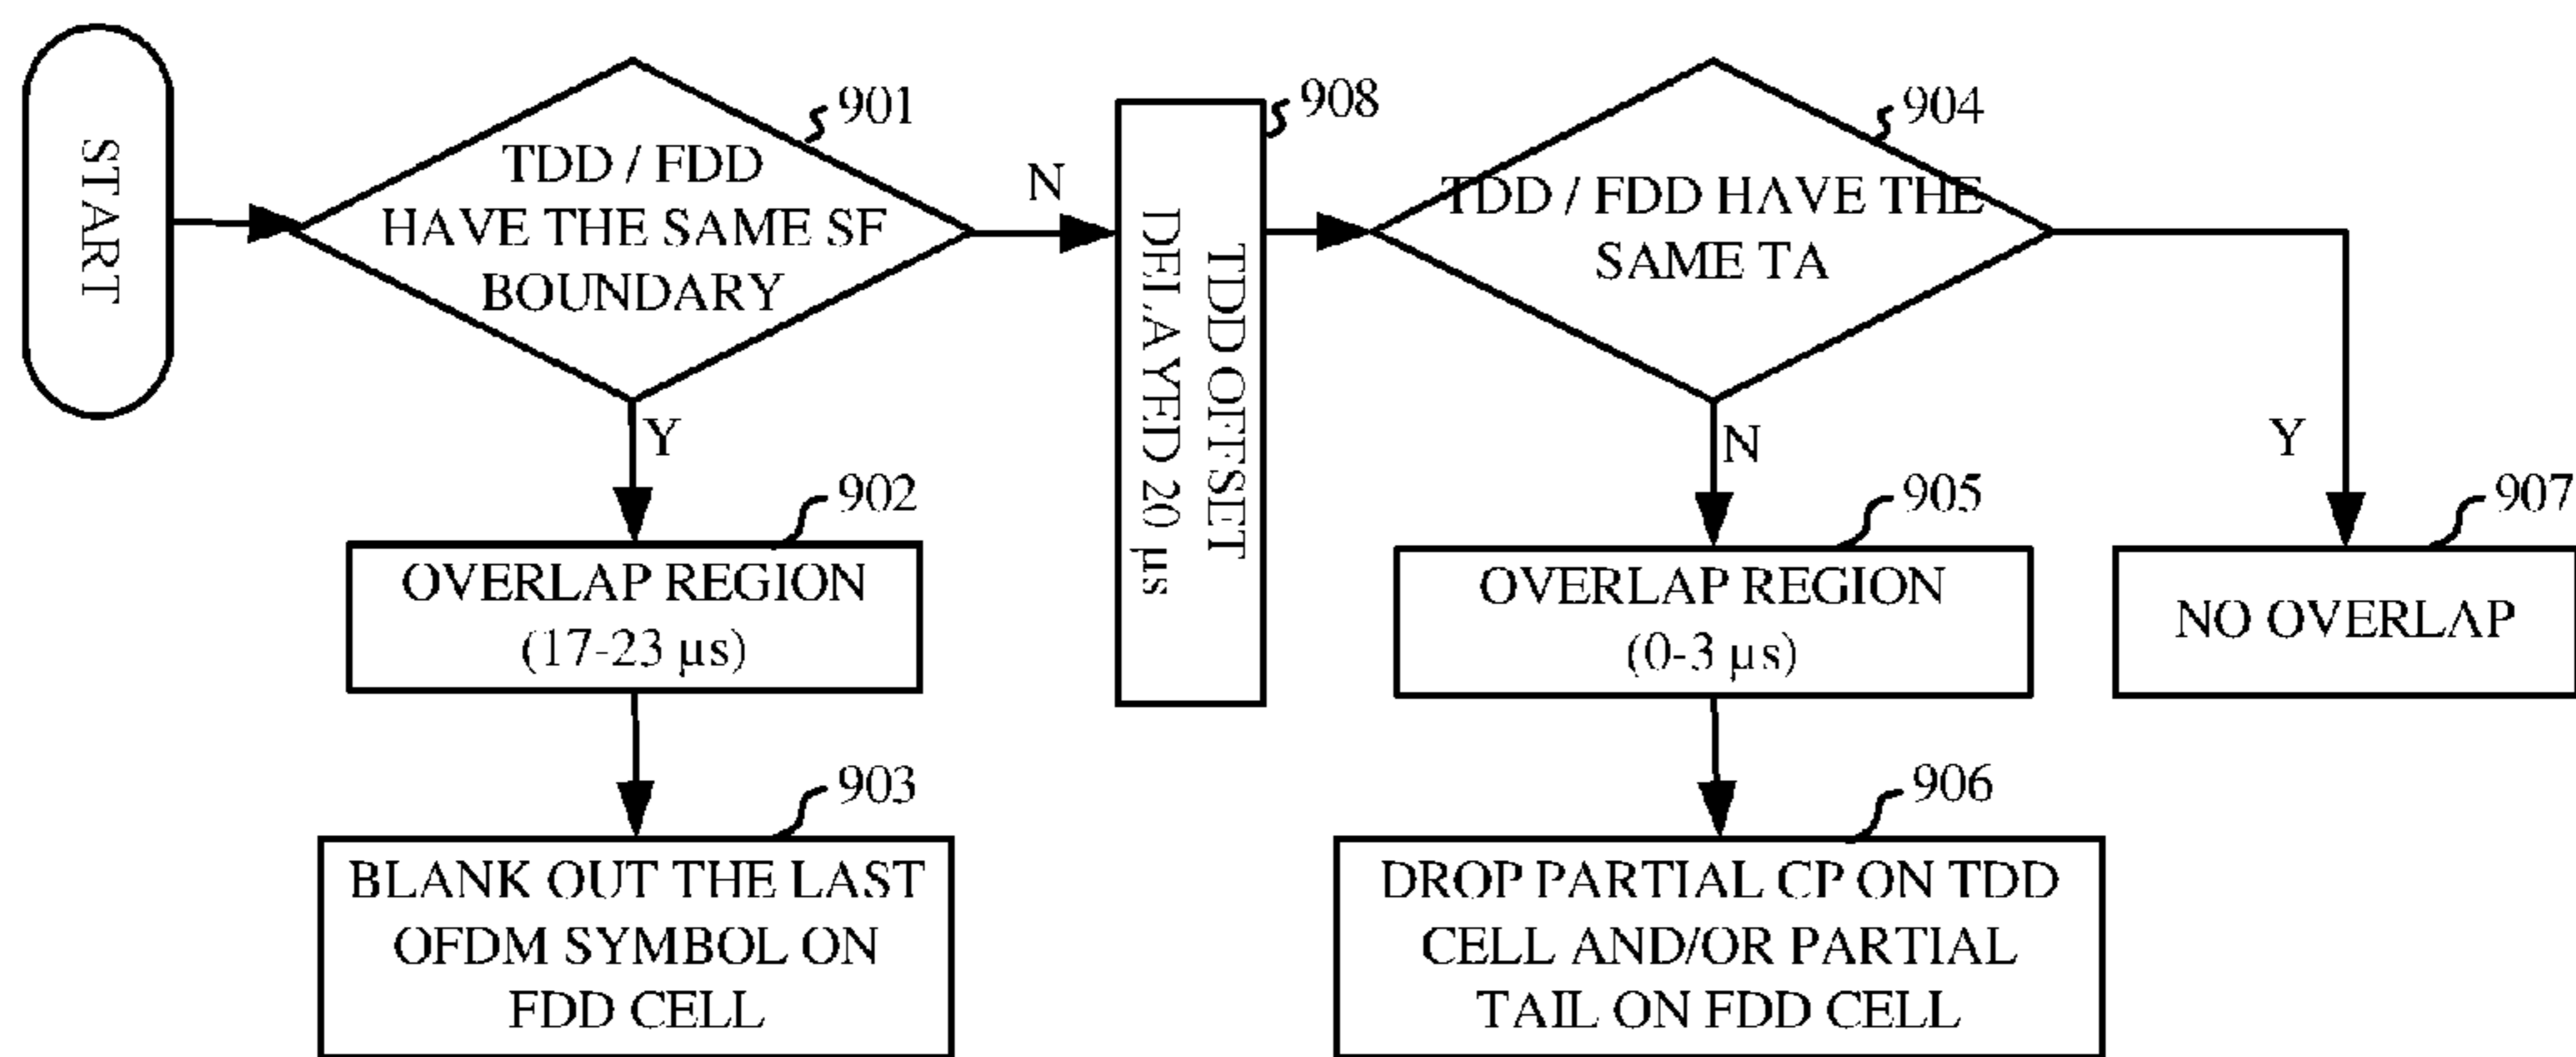 START
901
TDD / FDD
HAVE THE SAME SF
BOUNDARY
N
Y
902
OVERLAP REGION
(17-23 µs)
903
BLANK OUT THE LAST
OFDM SYMBOL ON
FDD CELL
908
TDD OFFSET
DELAYED 20 µs
904
TDD / FDD HAVE THE
SAME TA
N
Y
905
OVERLAP REGION
(0-3 µs)
906
DROP PARTIAL CP ON TDD
CELL AND/OR PARTIAL
TAIL ON FDD CELL
907
NO OVERLAP